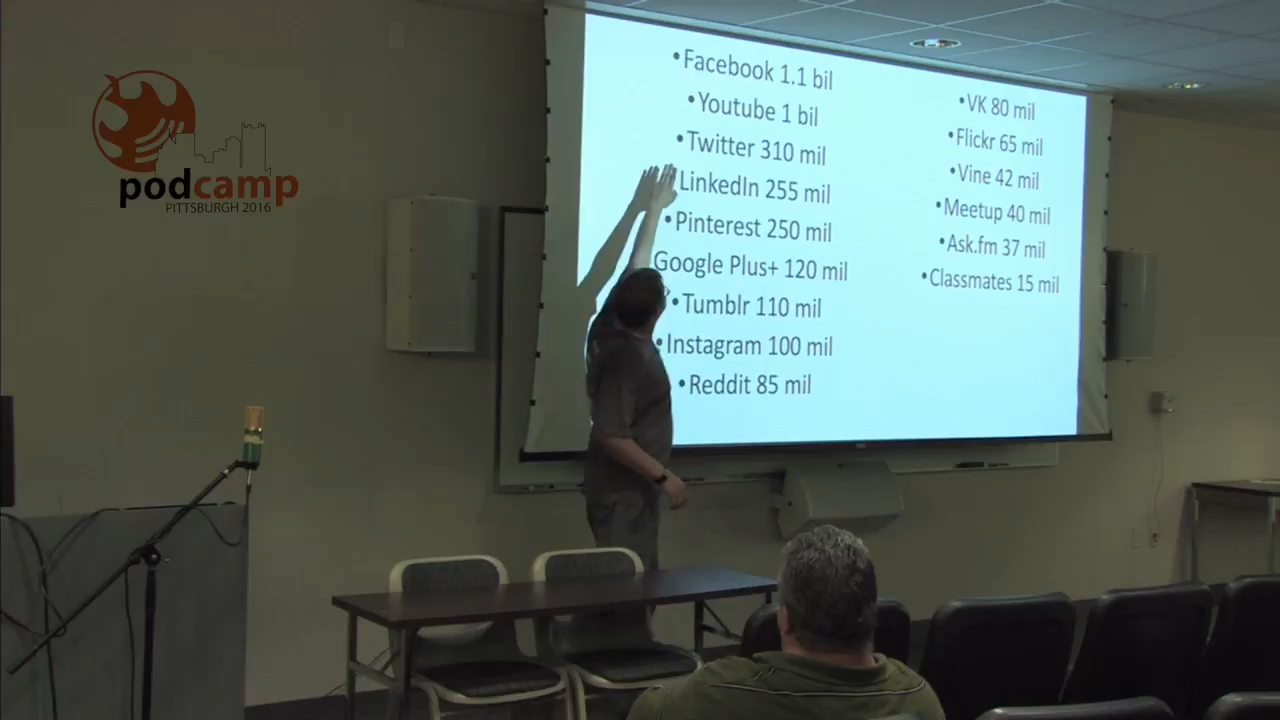 podcamp
PITTSBURGH 2016
•Facebook 1.1 bil
•Youtube 1 bil
•Twitter 310 mil
LinkedIn 255 mil
•Pinterest 250 mil
Google Plus+ 120 mil
•Tumblr 110 mil
•Instagram 100 mil
•Reddit 85 mil
•VK 80 mil
•Flickr 65 mil
•Vine 42 mil
•Meetup 40 mil
•Ask.fm 37 mil
•Classmates 15 mil